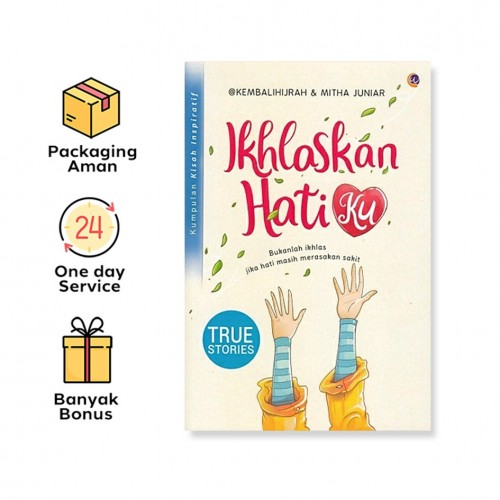 Packaging
Aman
24
One day
Service
Banyak
Bonus
Kumpulan Kisah Inspiratif
@KEMBALIHIJRAH & MITHA JUNIAR
Ikhlaskan
Hati Ku
Bukanlah ikhlas
jika hati masih merasakan sakit
TRUE
STORIES